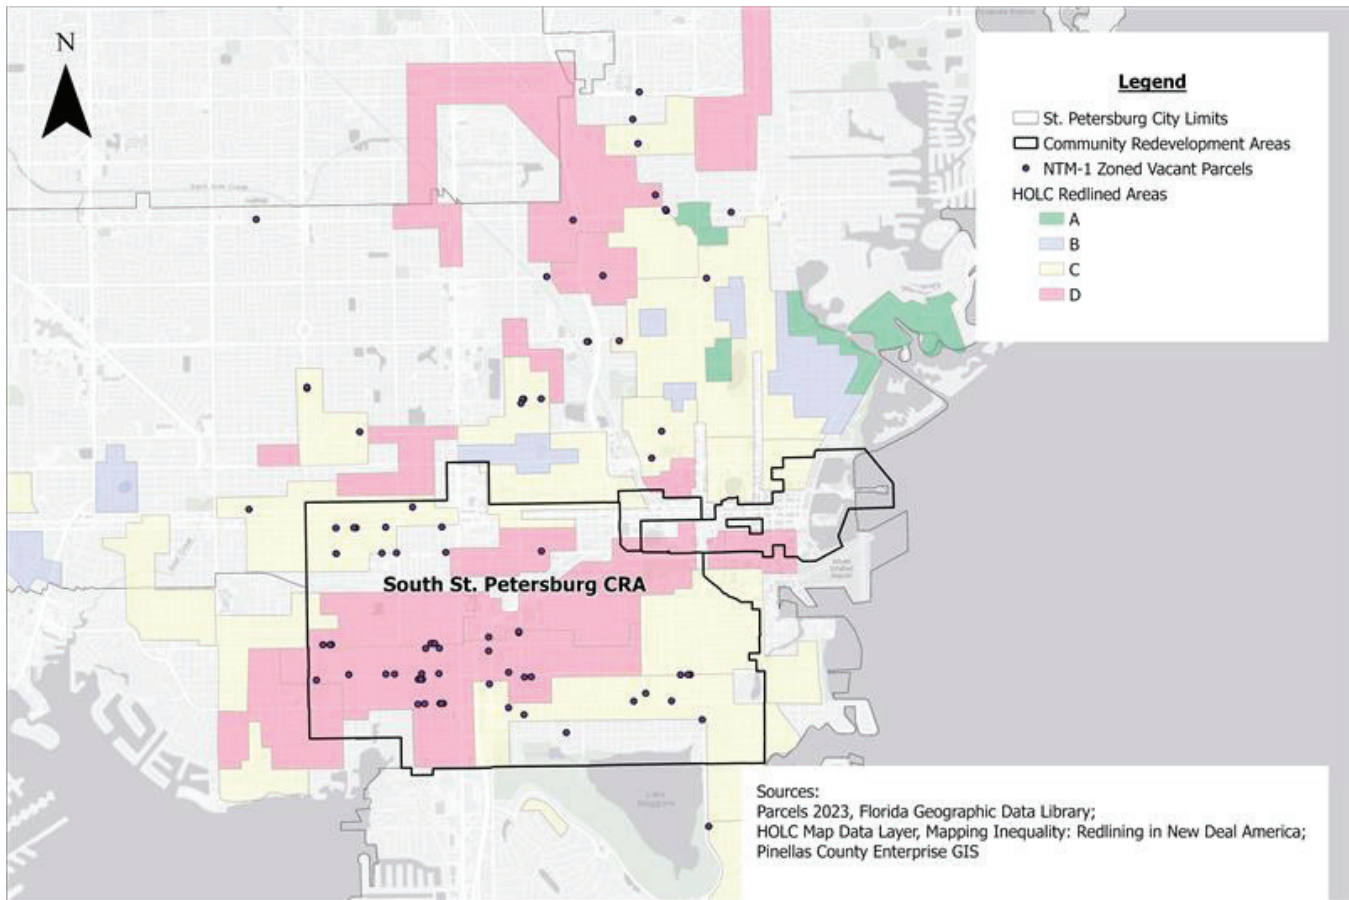 N
Legend
St. Petersburg City Limits
Community Redevelopment Areas
NTM-1 Zoned Vacant Parcels
HOLC Redlined Areas
A
B
C
D
South St. Petersburg CRA
Lake
Maggiore
Sources:
Parcels 2023, Florida Geographic Data Library;
HOLC Map Data Layer, Mapping Inequality: Redlining in New Deal America;
Pinellas County Enterprise GIS